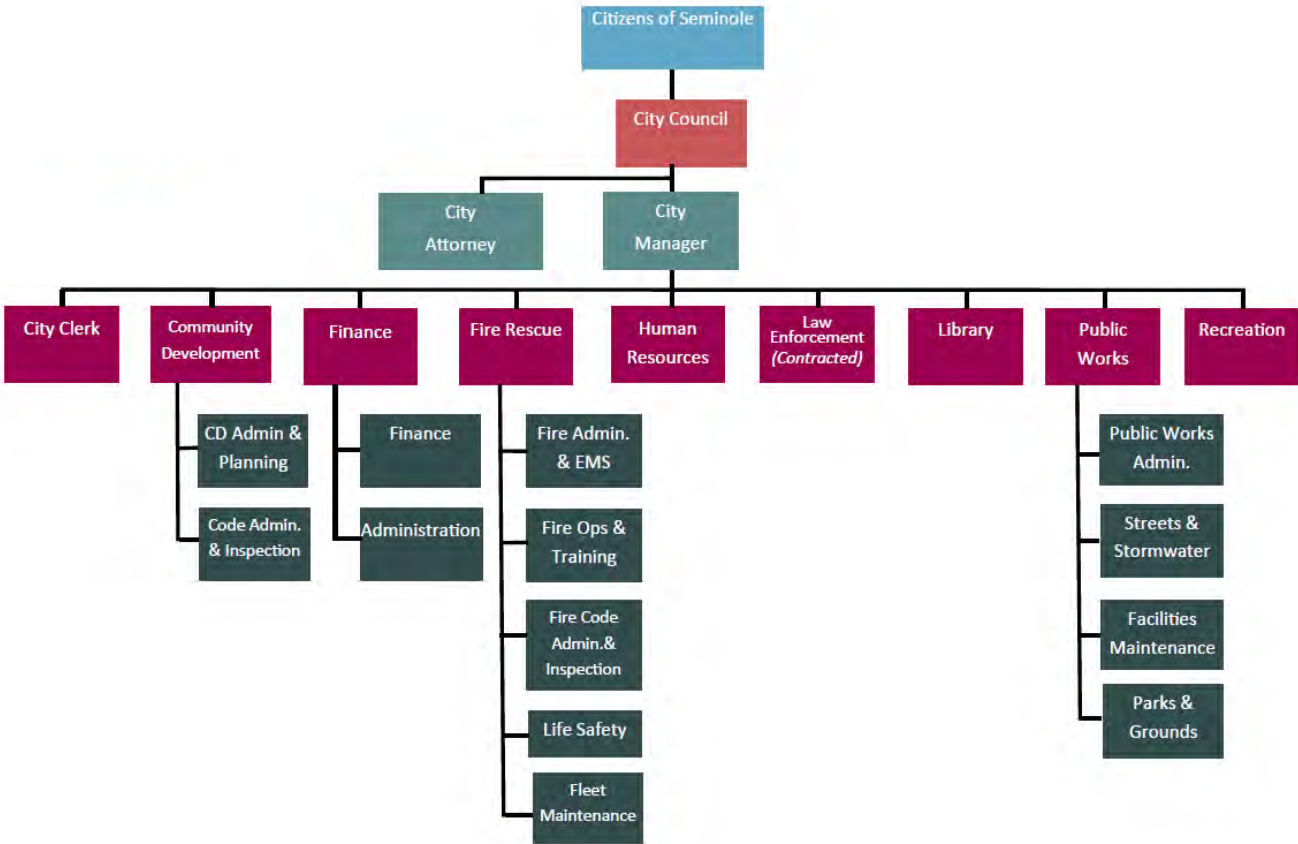 Citizens of Seminole
City Council
City
Attorney
City
Manager
City Clerk
Community
Development
Finance
Fire Rescue
Human
Resources
Law
Enforcement
(Contracted)
Library
Public
Works
Recreation
CD Admin &
Planning
Code Admin.
& Inspection
Finance
Administration
Fire Admin.
& EMS
Fire Ops &
Training
Fire Code
Admin.&
Inspection
Life Safety
Fleet
Maintenance
Public Works
Admin.
Streets &
Stormwater
Facilities
Maintenance
Parks &
Grounds